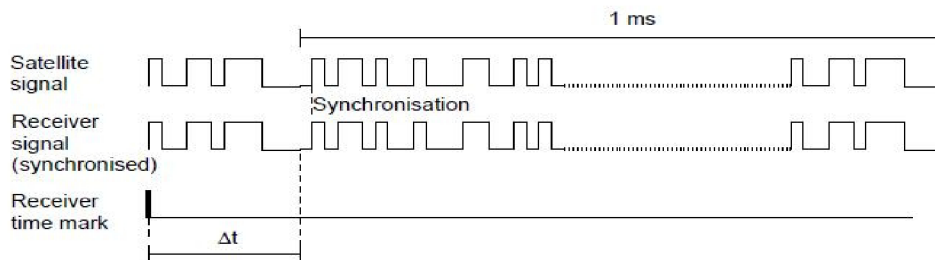 1 ms
Satellite
signal
Synchronisation
Receiver
signal
(synchronised)
Receiver
time mark
Δt